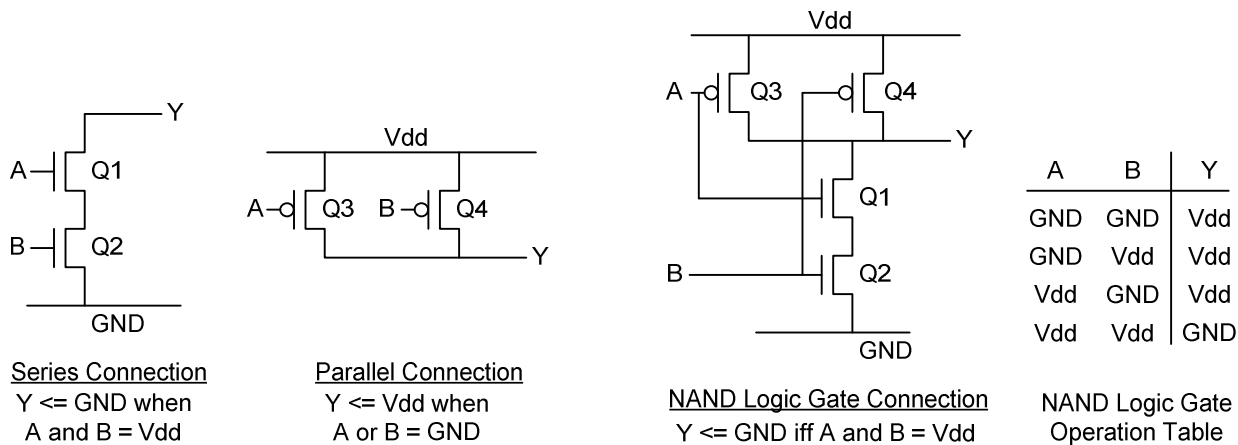 Y
A
Q1
B
Q2
GND
Series Connection
Y <= GND when
A and B = Vdd
Vdd
A
Q3
B
Q4
Y
Parallel Connection
Y <= Vdd when
A or B = GND
Vdd
A
Q3
Q4
Y
Q1
B
Q2
GND
NAND Logic Gate Connection
Y <= GND iff A and B = Vdd
A B Y
GND GND Vdd
GND Vdd Vdd
Vdd GND Vdd
Vdd Vdd GND
NAND Logic Gate
Operation Table